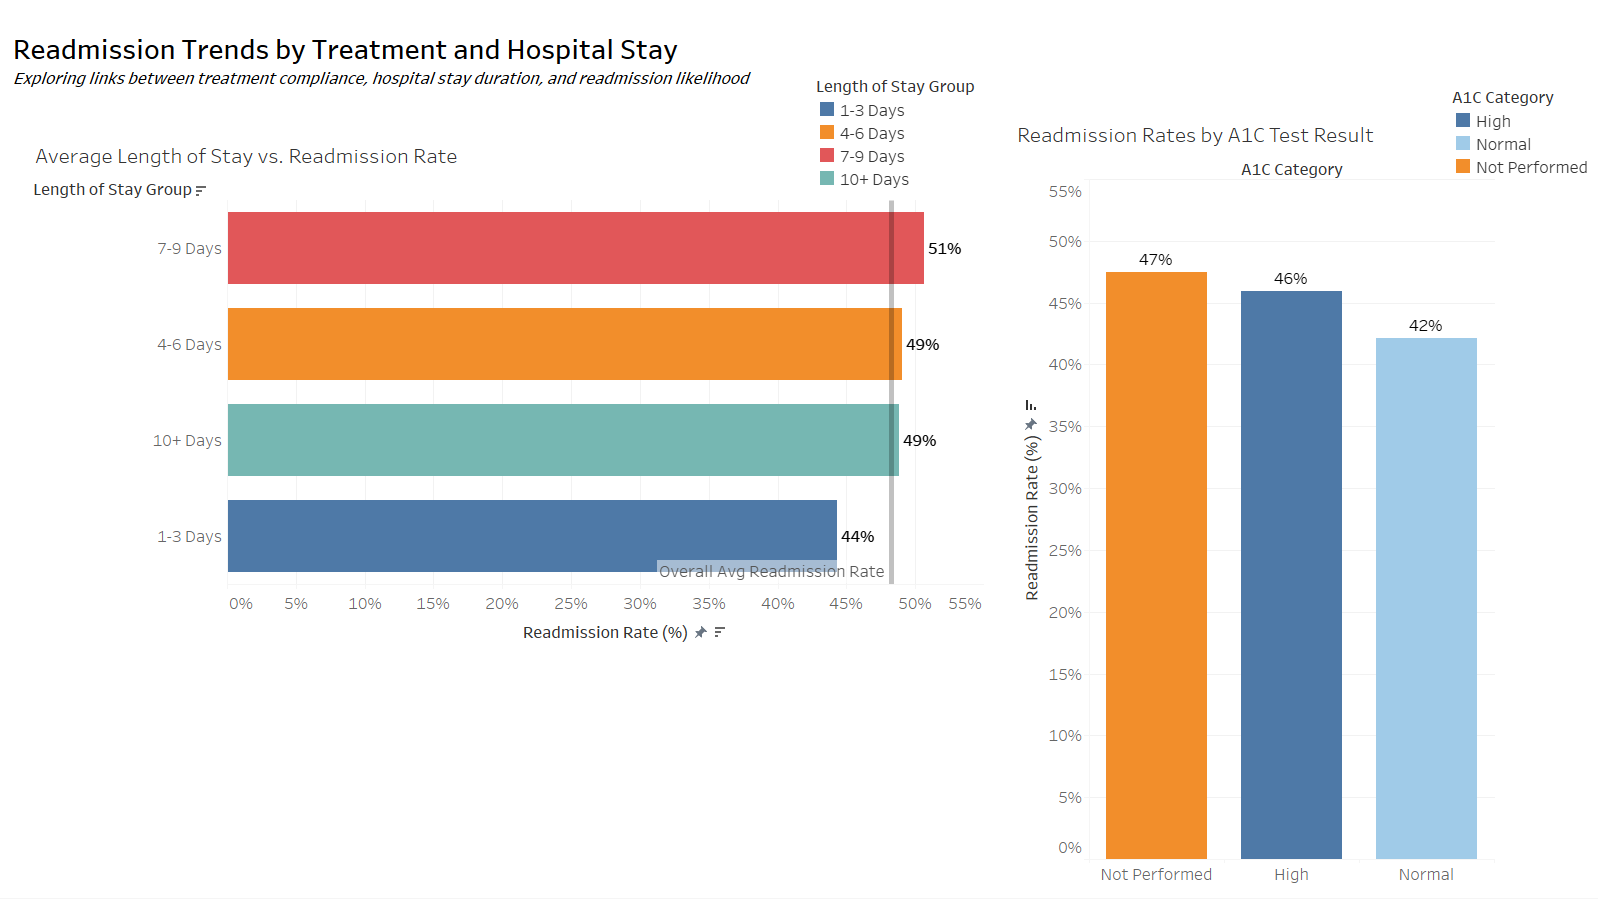 Readmission Trends by Treatment and Hospital Stay
Exploring links between treatment compliance, hospital stay duration, and readmission likelihood
Length of Stay Group
1-3 Days
4-6 Days
7-9 Days
10+ Days
Average Length of Stay vs. Readmission Rate
Length of Stay Group
7-9 Days
51%
4-6 Days
49%
10+ Days
49%
1-3 Days
44%
Overall Avg Readmission Rate
0% 5% 10% 15% 20% 25% 30% 35% 40% 45% 50% 55%
Readmission Rate (%)
A1C Category
High
Normal
Not Performed
Readmission Rates by A1C Test Result
A1C Category
55%
50%
45%
40%
35%
30%
25%
20%
15%
10%
5%
0%
Readmission Rate (%)
47%
46%
42%
Not Performed High Normal